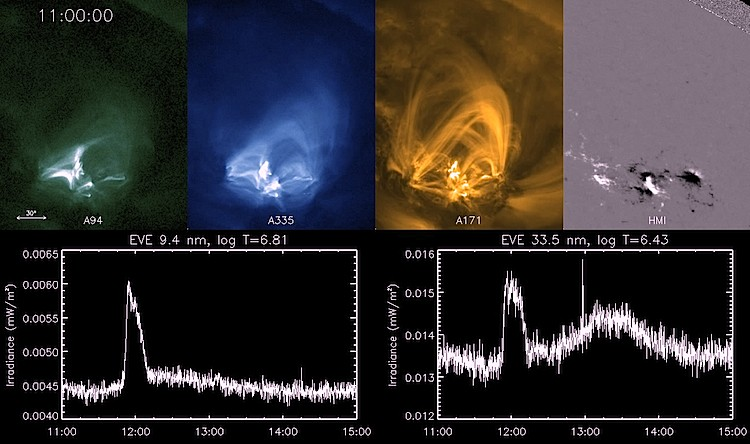 11:00:00
30"
A94
A335
A171
HMI
EVE 9.4 nm, log T=6.81
EVE 33.5 nm, log T=6.43
Irradiance (mW/m²)
0.0065
0.0060
0.0055
0.0050
0.0045
0.0040
11:00 12:00 13:00 14:00 15:00
Irradiance (mW/m²)
0.016
0.015
0.014
0.013
0.012
11:00 12:00 13:00 14:00 15:00